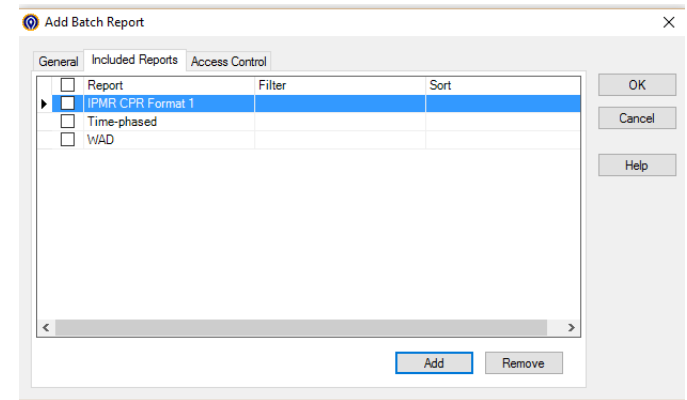 Add Batch Report
General Included Reports Access Control
Report Filter Sort
IPMR CPR Format 1
Time-phased
WAD
OK
Cancel
Help
Add Remove